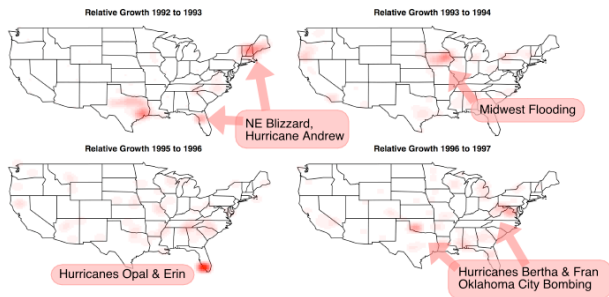 Relative Growth 1992 to 1993
Relative Growth 1993 to 1994
NE Blizzard,
Hurricane Andrew
Midwest Flooding
Relative Growth 1995 to 1996
Relative Growth 1996 to 1997
Hurricanes Opal & Erin
Hurricanes Bertha & Fran
Oklahoma City Bombing